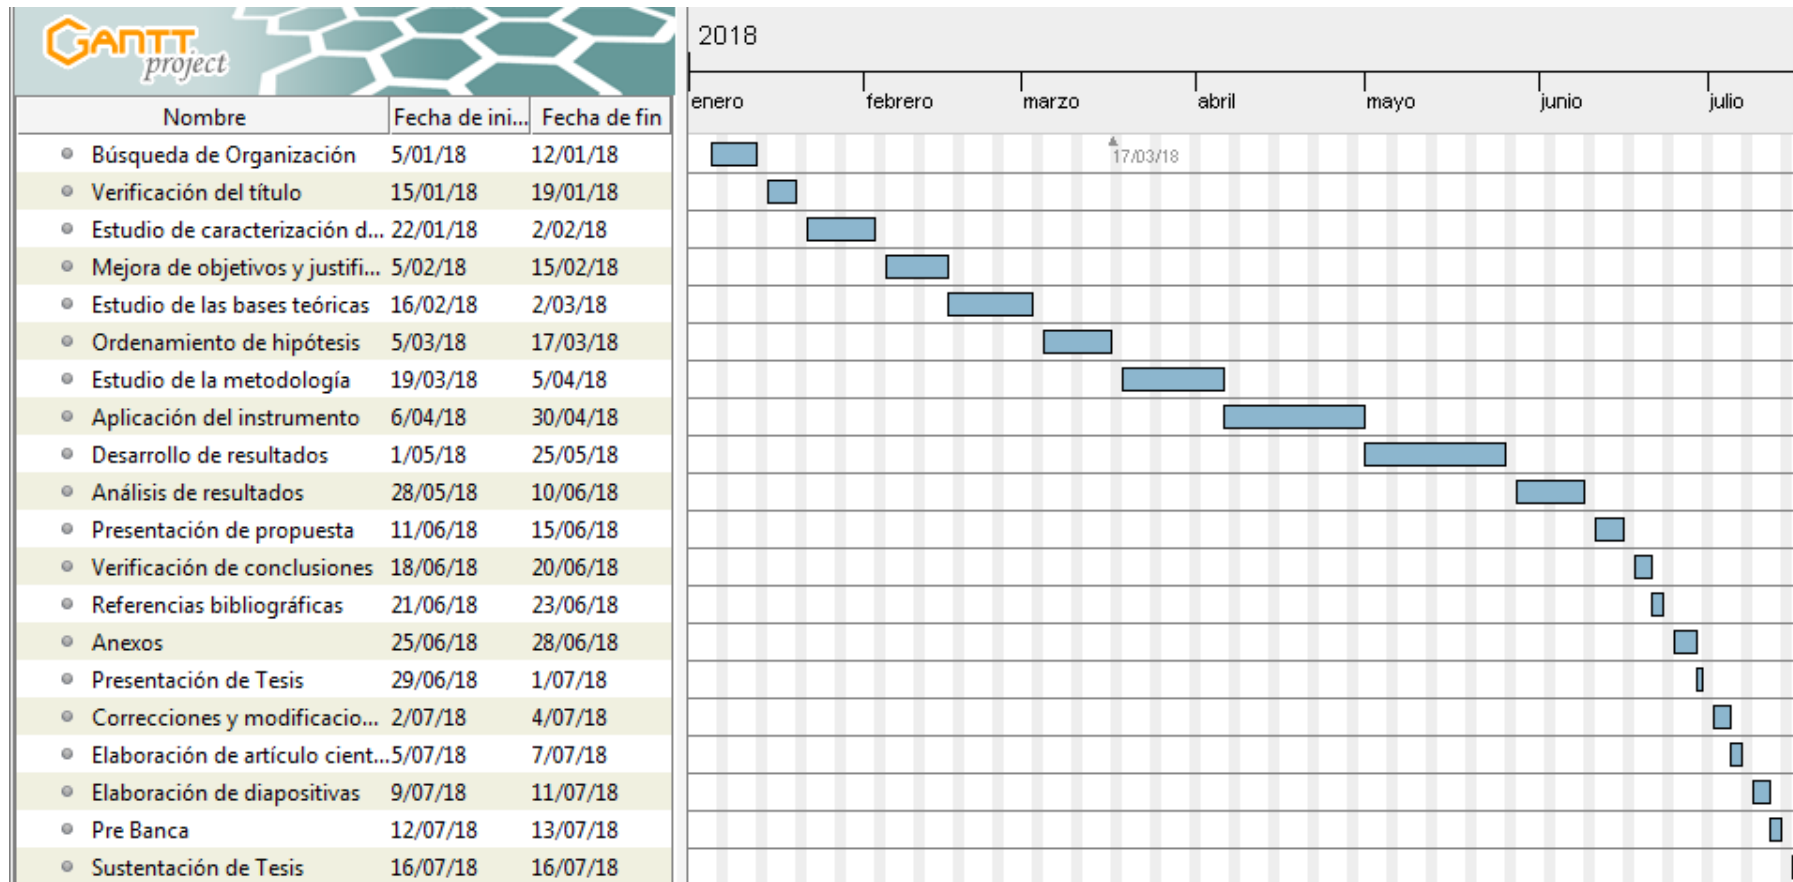 GANTT
project
2018
enero febrero marzo abril mayo junio julio
Nombre Fecha de ini... Fecha de fin
Búsqueda de Organización 5/01/18 12/01/18
17/03/18
Verificación del título 15/01/18 19/01/18
Estudio de caracterización d... 22/01/18 2/02/18
Mejora de objetivos y justifi... 5/02/18 15/02/18
Estudio de las bases teóricas 16/02/18 2/03/18
Ordenamiento de hipótesis 5/03/18 17/03/18
Estudio de la metodología 19/03/18 5/04/18
Aplicación del instrumento 6/04/18 30/04/18
Desarrollo de resultados 1/05/18 25/05/18
Análisis de resultados 28/05/18 10/06/18
Presentación de propuesta 11/06/18 15/06/18
Verificación de conclusiones 18/06/18 20/06/18
Referencias bibliográficas 21/06/18 23/06/18
Anexos 25/06/18 28/06/18
Presentación de Tesis 29/06/18 1/07/18
Correcciones y modificacio... 2/07/18 4/07/18
Elaboración de artículo cient... 5/07/18 7/07/18
Elaboración de diapositivas 9/07/18 11/07/18
Pre Banca 12/07/18 13/07/18
Sustentación de Tesis 16/07/18 16/07/18